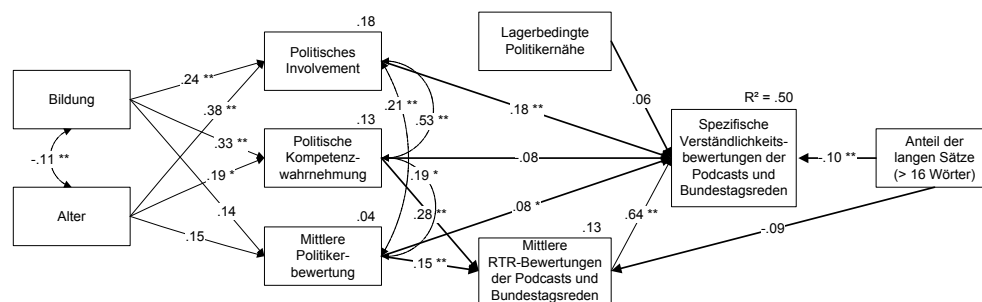 Bildung
Alter
-.11 **
.24 **
.38 **
.33 **
.19 *
.14
.15
.18
Politisches
Involvement
.13
Politische
Kompetenz-
wahrnehmung
.04
Mittlere
Politiker-
bewertung
.21 **
.53 **
.19 *
.28 **
.15 **
Lagerbedingte
Politikernähe
.06
.18 **
-.08
.08 *
.64 **
.13
Mittlere
RTR-Bewertungen
der Podcasts und
Bundestagsreden
R² = .50
Spezifische
Verständlichkeits-
bewertungen der
Podcasts und
Bundestagsreden
-.10 **
-.09
Anteil der
langen Sätze
(> 16 Wörter)